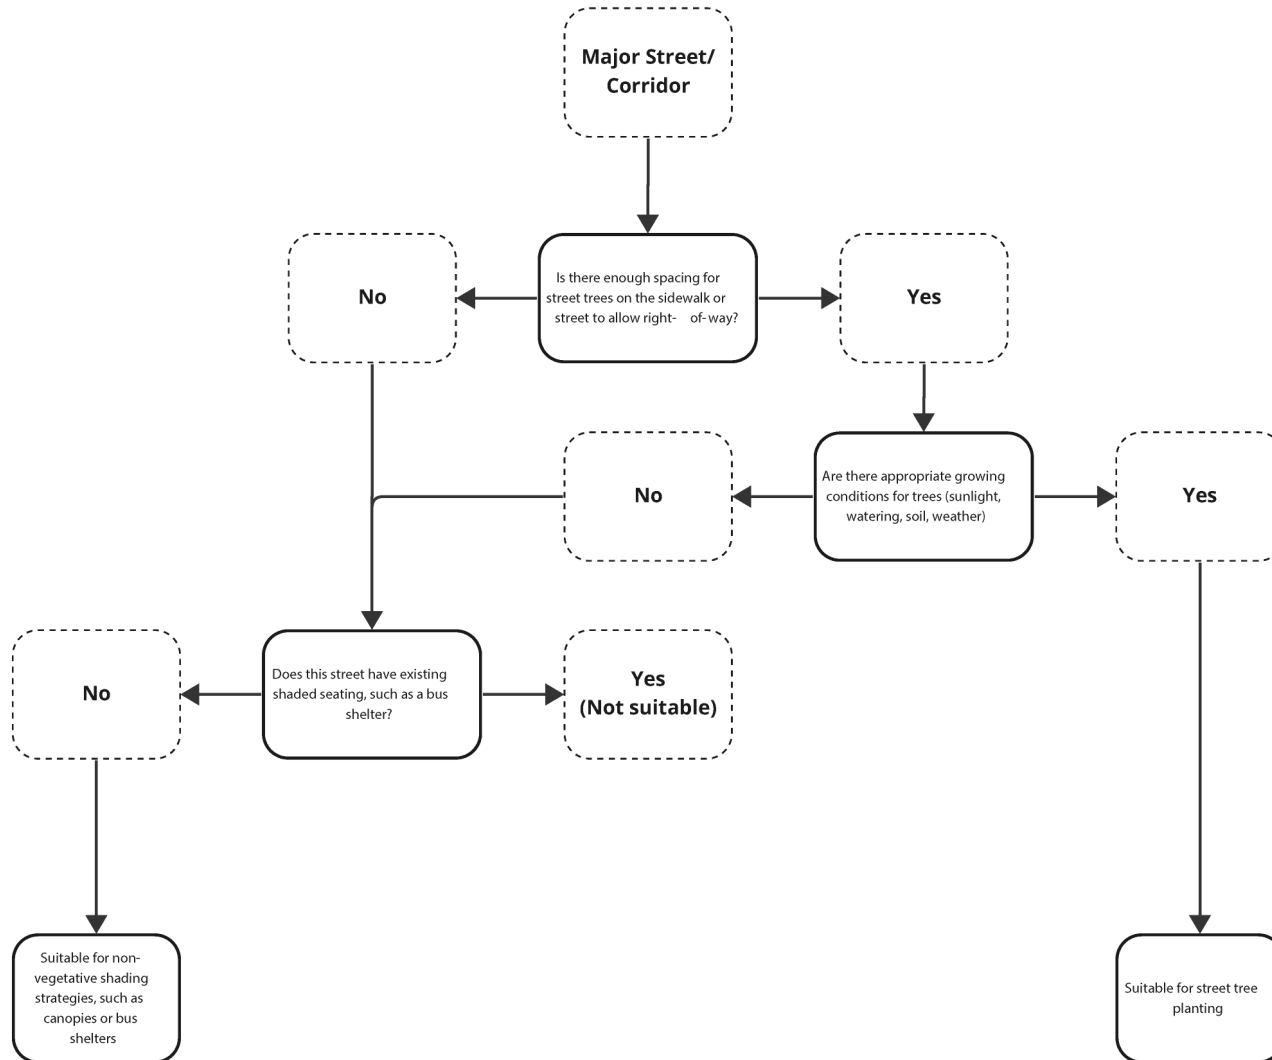 Major Street/
Corridor
No
Is there enough spacing for
street trees on the sidewalk or
street to allow right- of-way?
Yes
No
Are there appropriate growing
conditions for trees (sunlight,
watering, soil, weather)
Yes
No
Does this street have existing
shaded seating, such as a bus
shelter?
Yes
(Not suitable)
Suitable for non-
vegetative shading
strategies, such as
canopies or bus
shelters
Suitable for street tree
planting